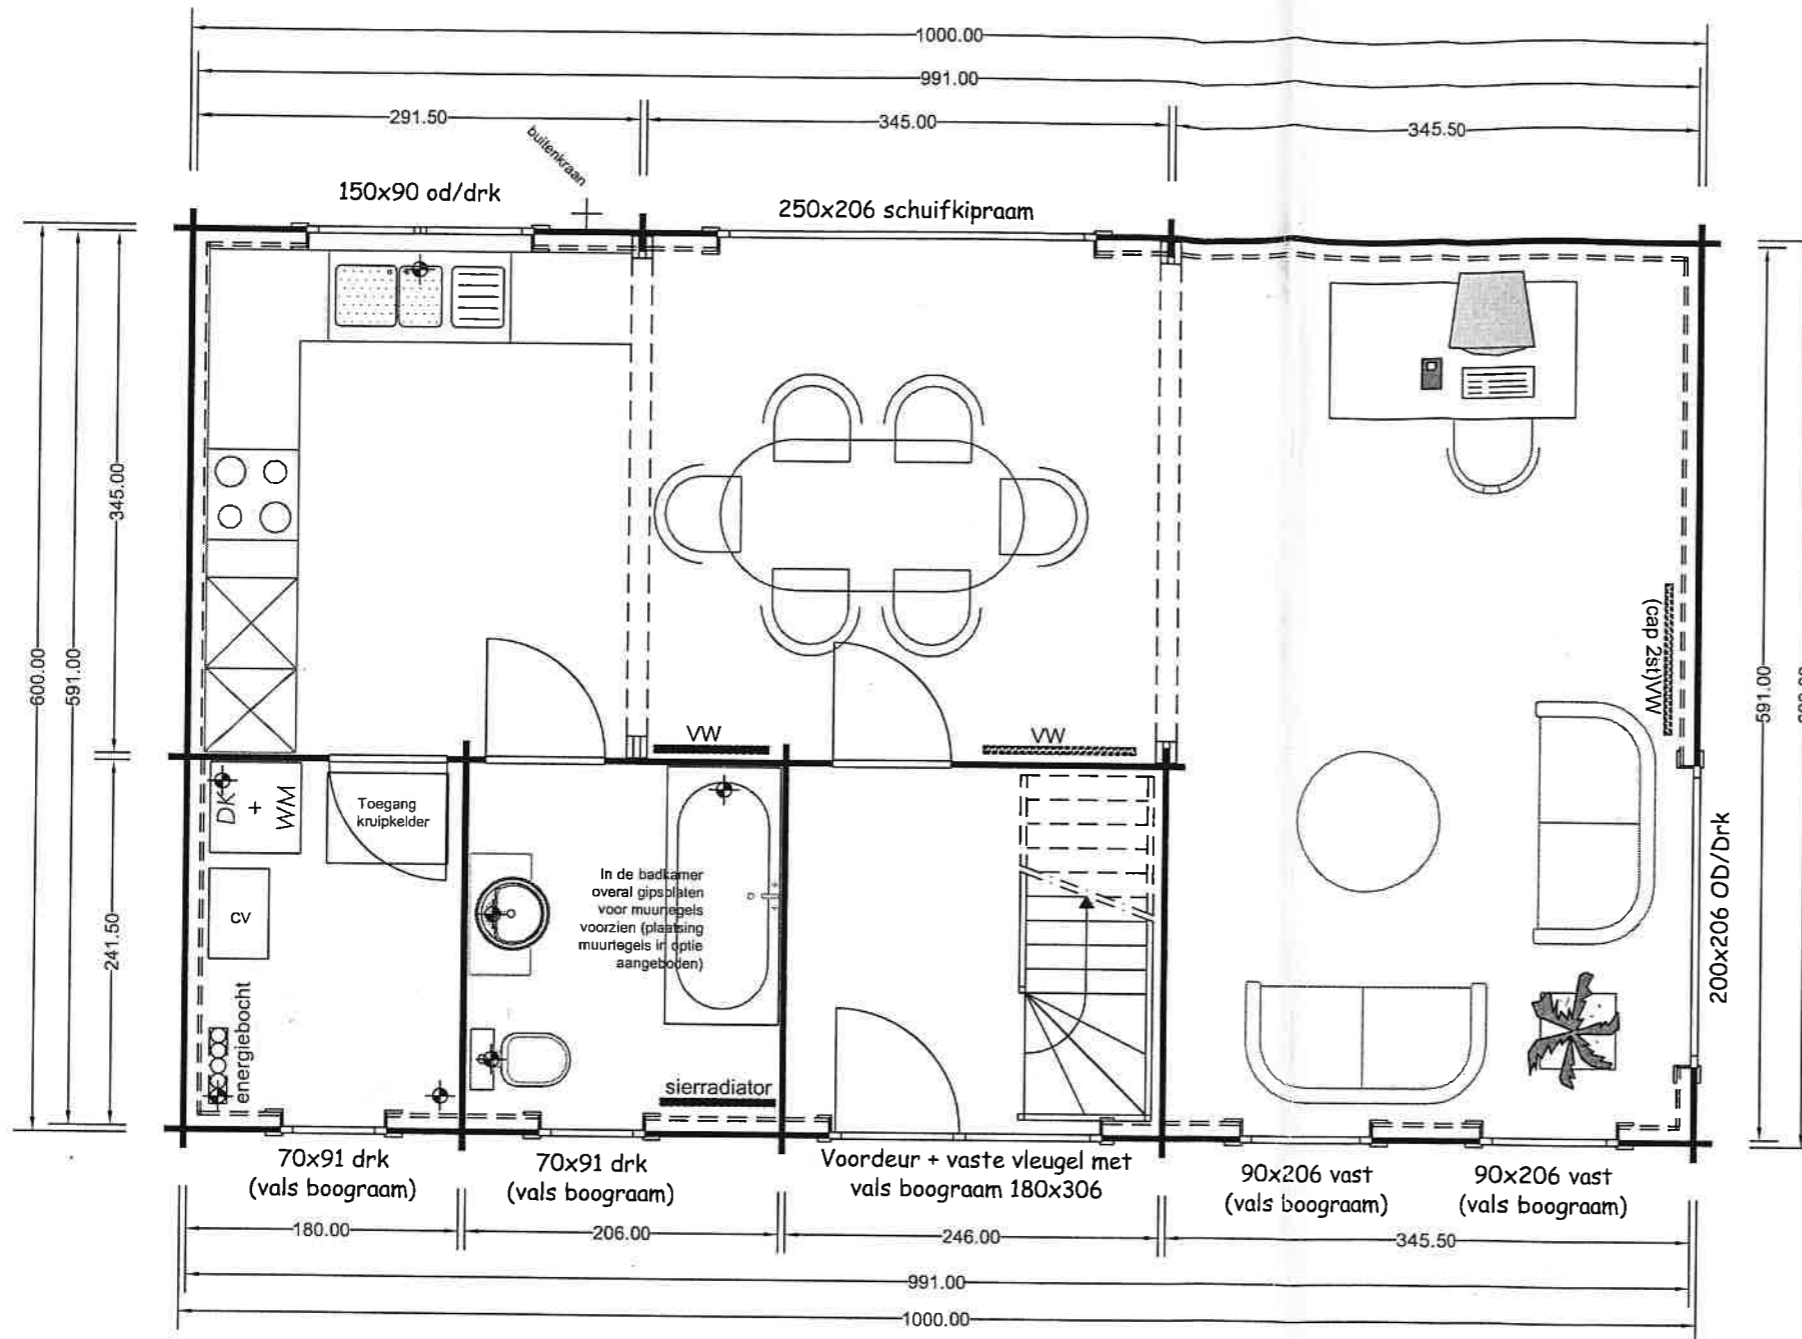 1000.00
991.00
291.50
345.00
345.50
buitenkraan
150x90 od/drk
250x206 schuifkipraam
600.00
591.00
345.00
241.50
VW
VW
(cap 2st)VW
591.00
DK
+
WM
Toegang
kruipkelder
CV
energiebocht
In de badkamer
overal gipsplaten
voor muurtegels
voorzien (plaatsing
muurtegels in optie
aangeboden)
sierradiator
200x206 OD/Drk
70x91 drk
(vals boograam)
70x91 drk
(vals boograam)
Voordeur + vaste vleugel met
vals boograam 180x306
90x206 vast
(vals boograam)
90x206 vast
(vals boograam)
180.00
206.00
246.00
345.50
991.00
1000.00